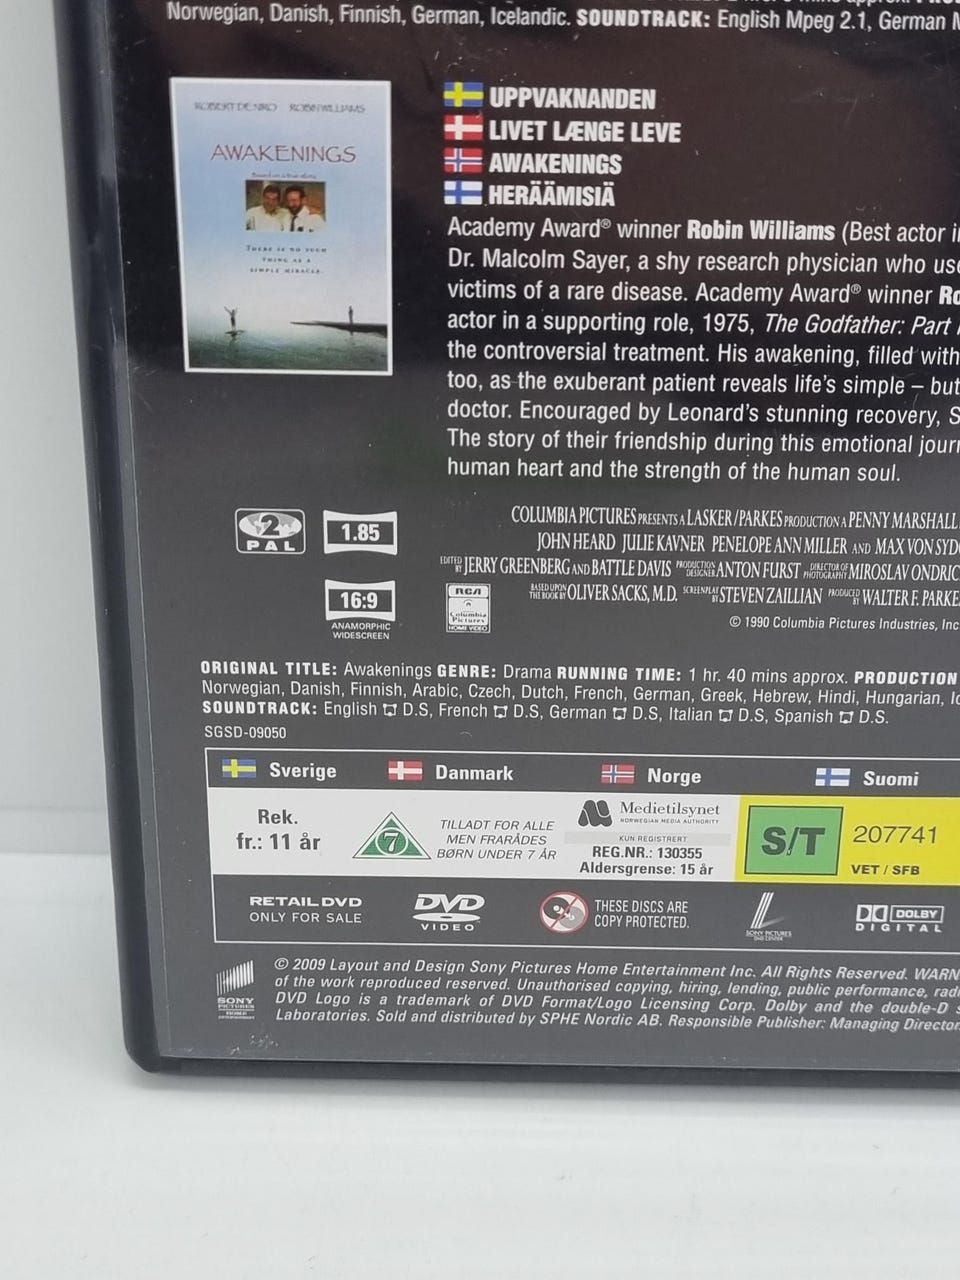 Norwegian, Danish, Finnish, German, Icelandic. SOUNDTRACK: English Mpeg 2.1, German
ROBERT DE NIRO ROBIN WILLIAMS
AWAKENINGS
Based on a true story.
THERE IS NO SUCH
THING AS A
SIMPLE MIRACLE.
UPPVAKNANDEN
LIVET LÆNGE LEVE
AWAKENINGS
HERÄÄMISIÄ
Academy Award® winner Robin Williams (Best actor
Dr. Malcolm Sayer, a shy research physician who
victims of a rare disease. Academy Award® winner
actor in a supporting role, 1975, The Godfather: Part
the controversial treatment. His awakening, filled with
too, as the exuberant patient reveals life's simple – but
doctor. Encouraged by Leonard's stunning recovery,
The story of their friendship during this emotional
human heart and the strength of the human soul.
2
PAL
1.85
16:9
ANAMORPHIC
WIDESCREEN
RCA
Columbia
Pictures
HOME VIDEO
COLUMBIA PICTURES PRESENTS A LASKER/PARKES PRODUCTION A PENNY MARSHALL
JOHN HEARD JULIE KAVNER PENELOPE ANN MILLER AND MAX VON
EDITED BY JERRY GREENBERG AND BATTLE DAVIS PRODUCTION DESIGNER ANTON FURST DIRECTOR OF PHOTOGRAPHY MIROSLAV
BASED UPON THE BOOK BY OLIVER SACKS, M.D. SCREENPLAY BY STEVEN ZAILLIAN PRODUCED BY WALTER F.
© 1990 Columbia Pictures Industries, Inc
ORIGINAL TITLE: Awakenings GENRE: Drama RUNNING TIME: 1 hr. 40 mins approx. PRODUCTION
Norwegian, Danish, Finnish, Arabic, Czech, Dutch, French, German, Greek, Hebrew, Hindi, Hungarian,
SOUNDTRACK: English D.S, French D.S, German D.S, Italian D.S, Spanish D.S.
SGSD-09050
Sverige Danmark Norge Suomi
Rek.
fr.: 11 år
7
TILLADT FOR ALLE
MEN FRARÅDES
BØRN UNDER 7 ÅR
Medietilsynet
NORWEGIAN MEDIA AUTHORITY
KUN REGISTRERT
REG.NR.: 130355
Aldersgrense: 15 år
S/T
207741
VET / SFB
RETAIL DVD
ONLY FOR SALE
DVD
VIDEO
THESE DISCS ARE
COPY PROTECTED.
SONY PICTURES
DVD CENTER
DOLBY
DIGITAL
SONY
PICTURES
HOME
ENTERTAINMENT
© 2009 Layout and Design Sony Pictures Home Entertainment Inc. All Rights Reserved.
of the work reproduced reserved. Unauthorised copying, hiring, lending, public performance,
DVD Logo is a trademark of DVD Format/Logo Licensing Corp. Dolby and the double-D
Laboratories. Sold and distributed by SPHE Nordic AB. Responsible Publisher: Managing Director